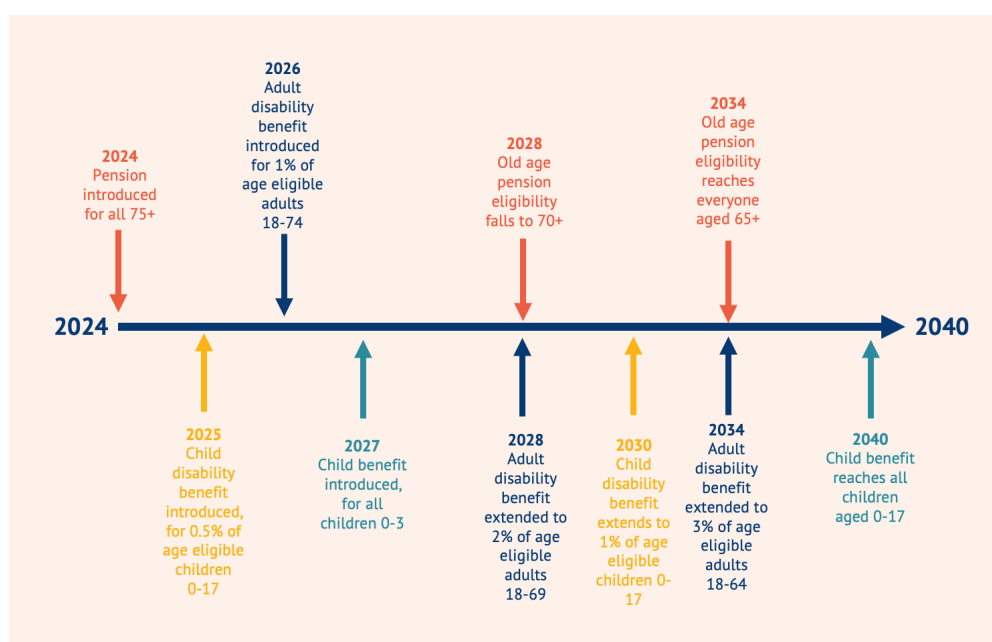 2024
Pension
introduced
for all 75+
2026
Adult
disability
benefit
introduced
for 1% of
age eligible
adults
18-74
2028
Old age
pension
eligibility
falls to 70+
2034
Old age
pension
eligibility
reaches
everyone
aged 65+
2024
2040
2025
Child
disability
benefit
introduced,
for 0.5% of
age eligible
children
0-17
2027
Child benefit
introduced,
for all
children 0-3
2028
Adult
disability
benefit
extended to
2% of age
eligible
adults
18-69
2030
Child
disability
benefit
extends to
1% of age
eligible
children 0-
17
2034
Adult
disability
benefit
extended to
3% of age
eligible
adults
18-64
2040
Child benefit
reaches all
children
aged 0-17